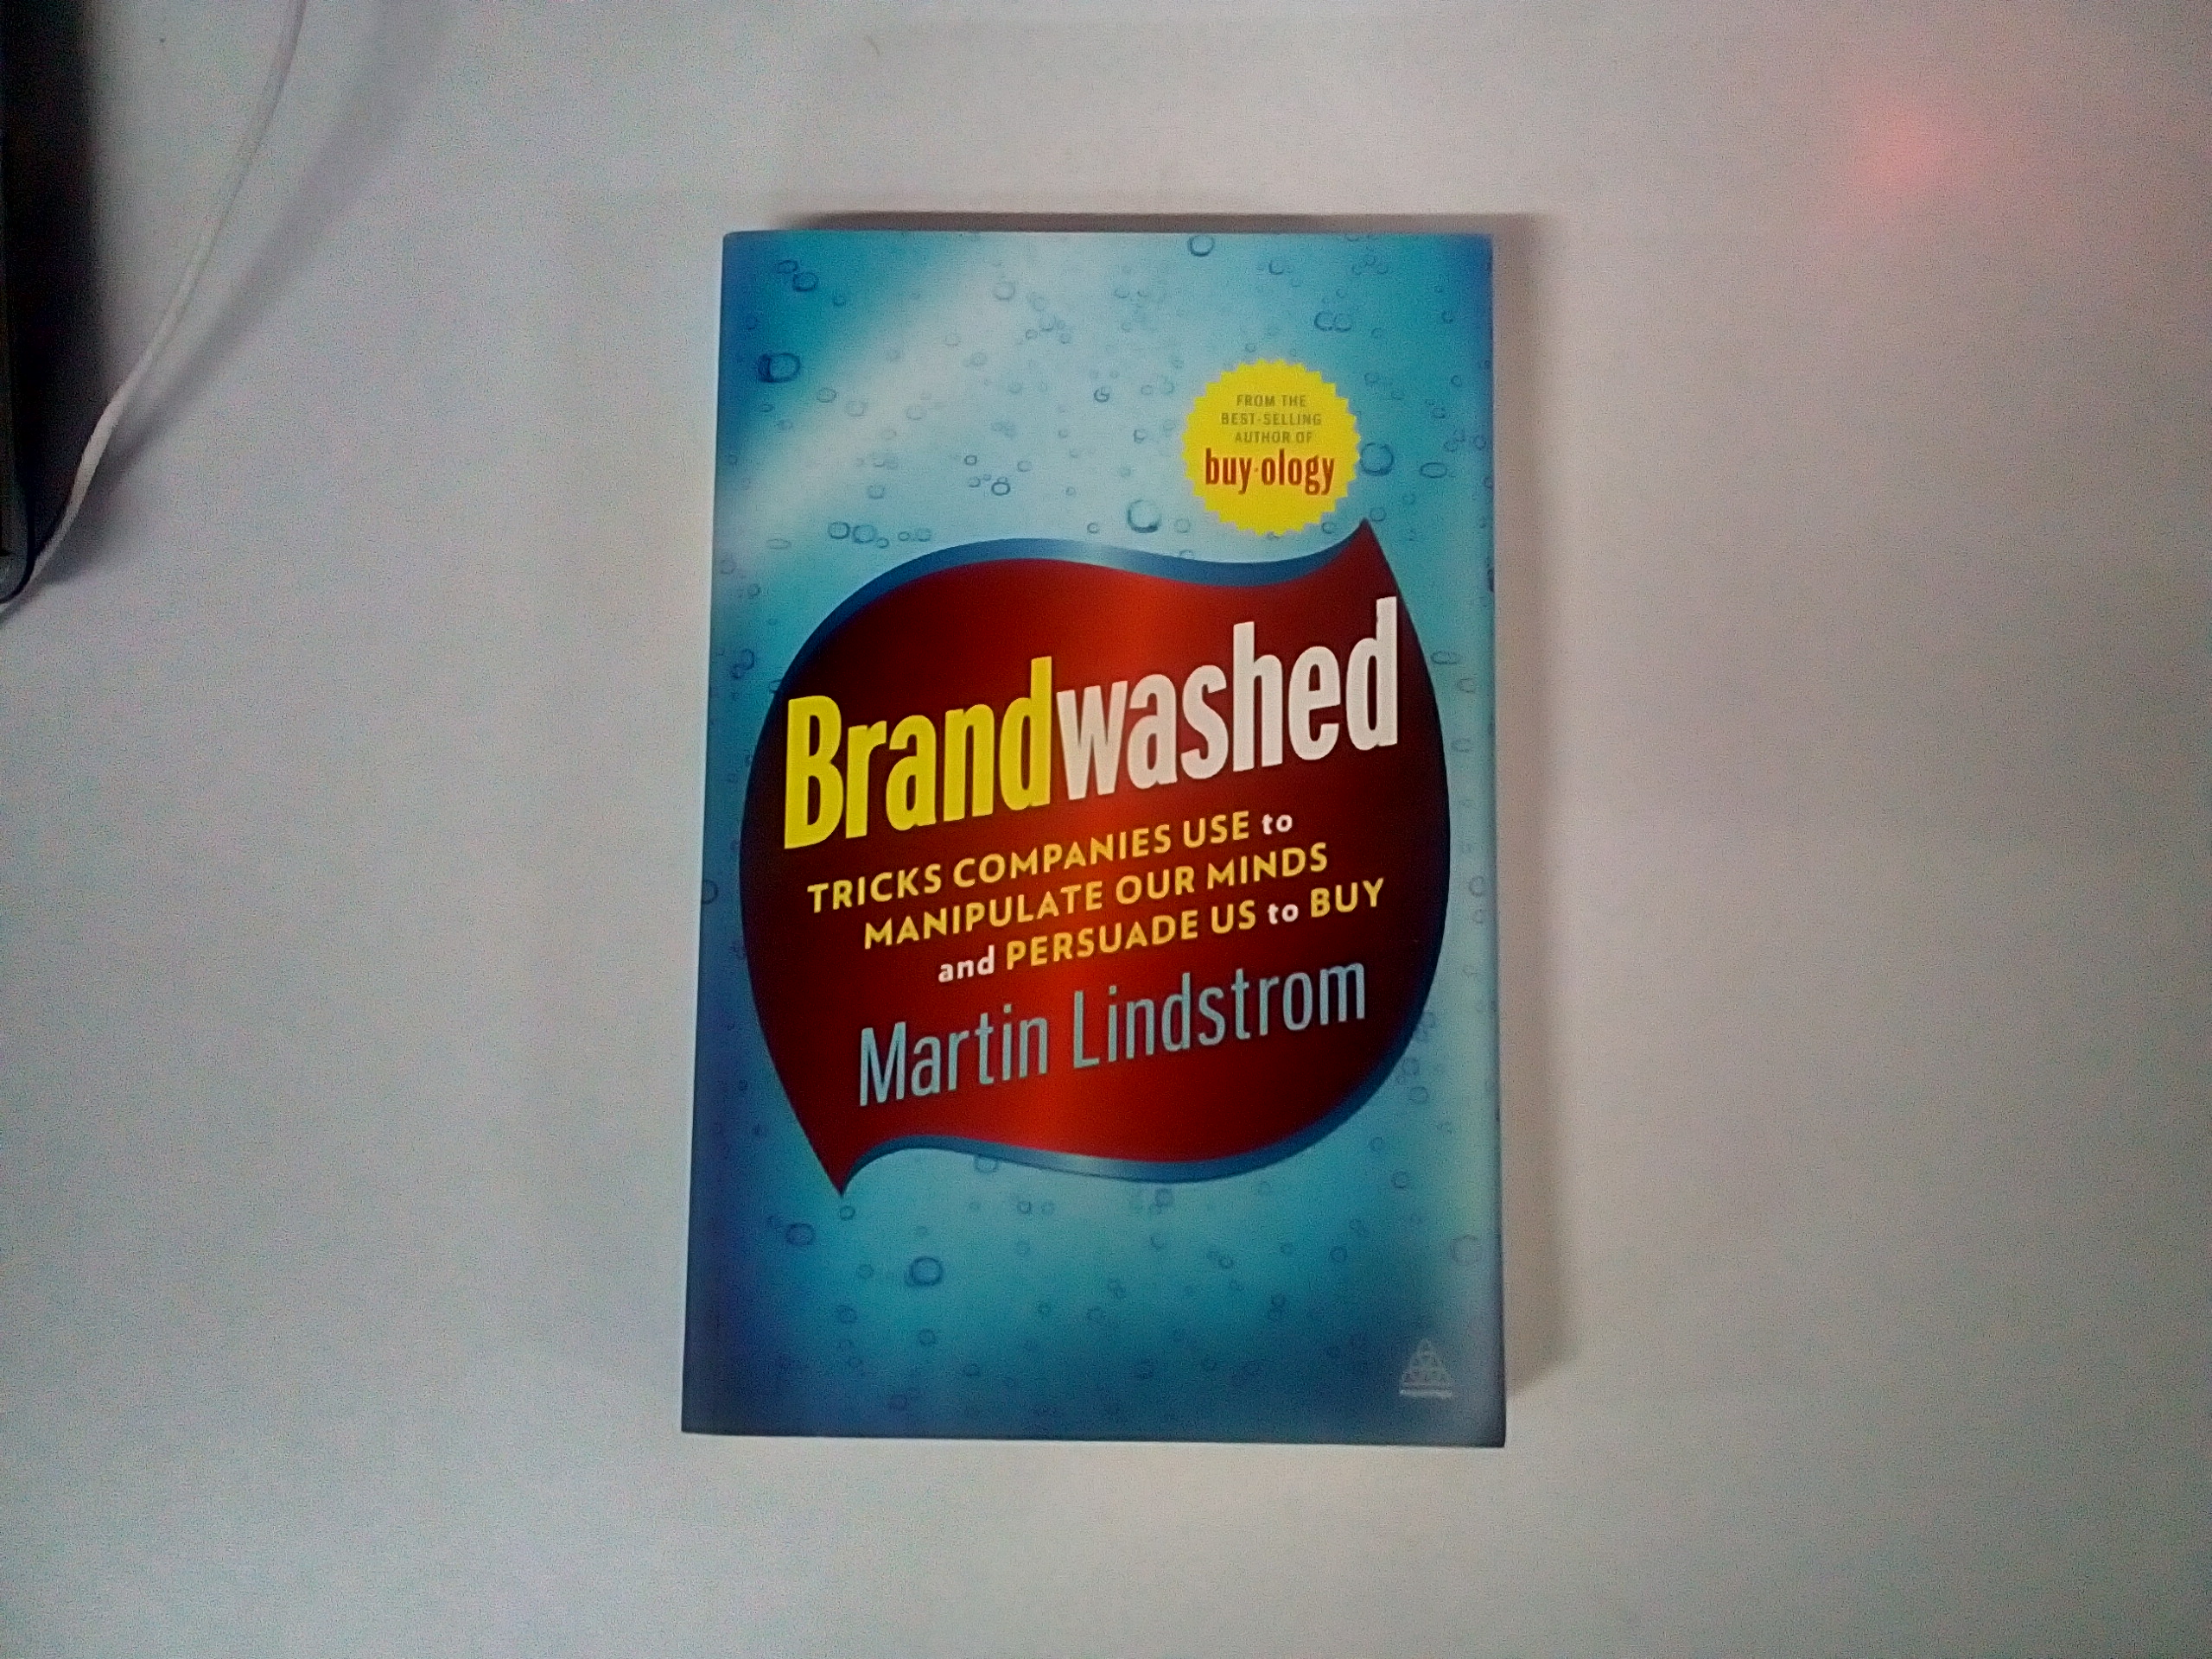 FROM THE
BEST-SELLING
AUTHOR OF
buy·ology
Brandwashed
TRICKS COMPANIES USE to
MANIPULATE OUR MINDS
and PERSUADE US to BUY
Martin Lindstrom